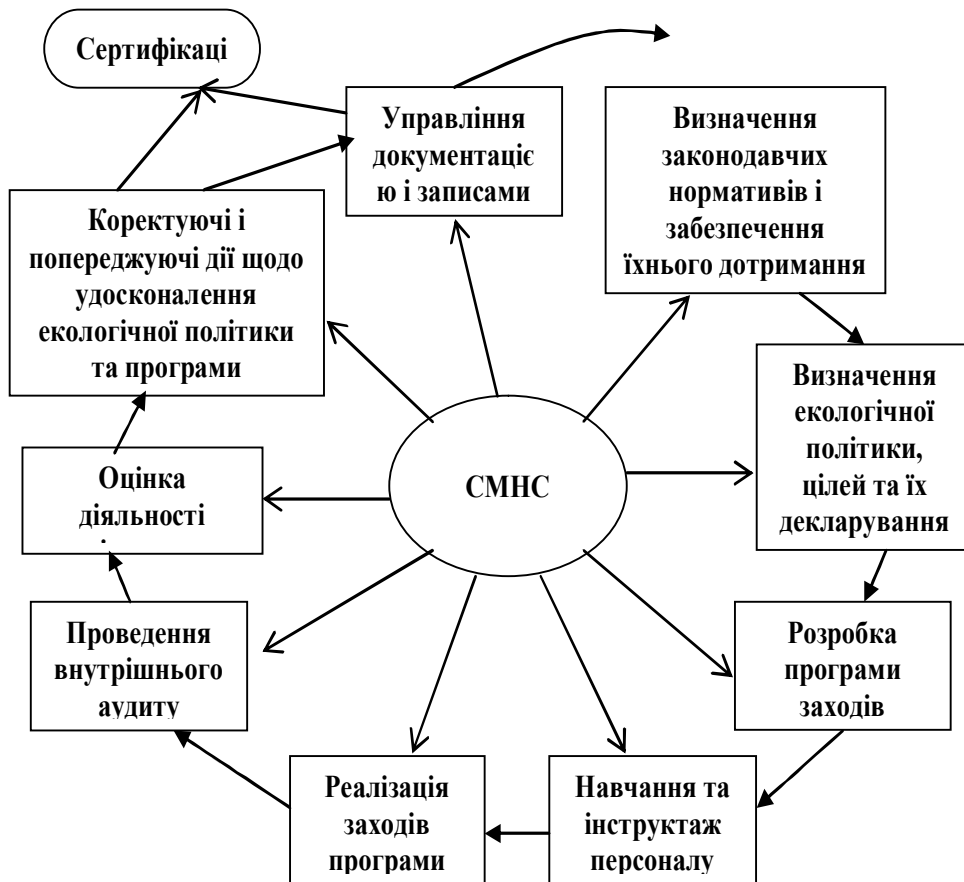 Сертифікаці
Управління
документаціє
ю і записами
Визначення
законодавчих
нормативів і
забезпечення
їхнього дотримання
Коректуючі і
попереджуючі дії щодо
удосконалення
екологічної політики
та програми
Визначення
екологічної
політики,
цілей та їх
декларування
СМНС
Оцінка
діяльності
Проведення
внутрішнього
аудиту
Розробка
програми
заходів
Реалізація
заходів
програми
Навчання та
інструктаж
персоналу